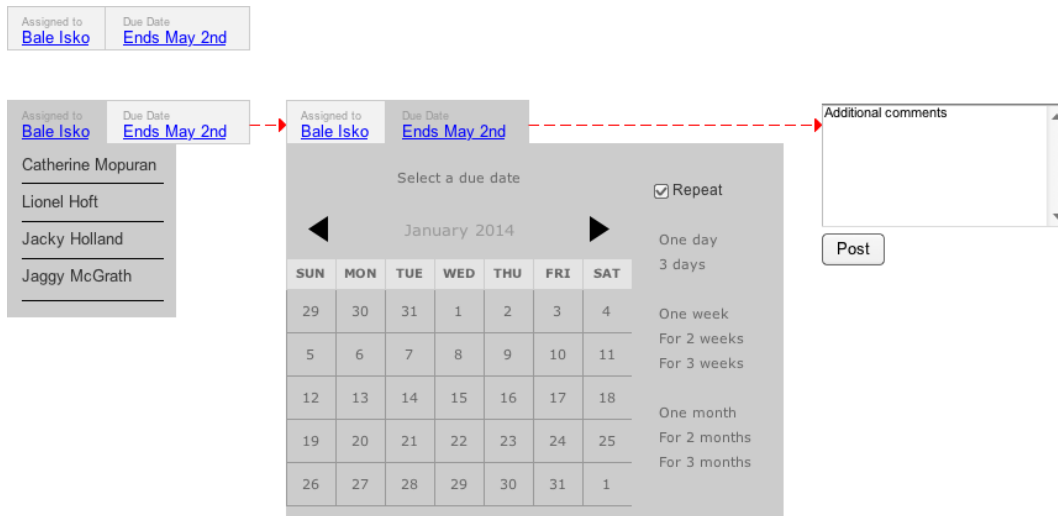 Assigned to Due Date
Bale Isko Ends May 2nd
Assigned to Due Date
Bale Isko Ends May 2nd
Catherine Mopuran
Lionel Hoft
Jacky Holland
Jaggy McGrath
Assigned to Due Date
Bale Isko Ends May 2nd
Select a due date
January 2014
SUN MON TUE WED THU FRI SAT
29 30 31 1 2 3 4
5 6 7 8 9 10 11
12 13 14 15 16 17 18
19 20 21 22 23 24 25
26 27 28 29 30 31 1
Repeat
One day
3 days
One week
For 2 weeks
For 3 weeks
One month
For 2 months
For 3 months
Additional comments
Post